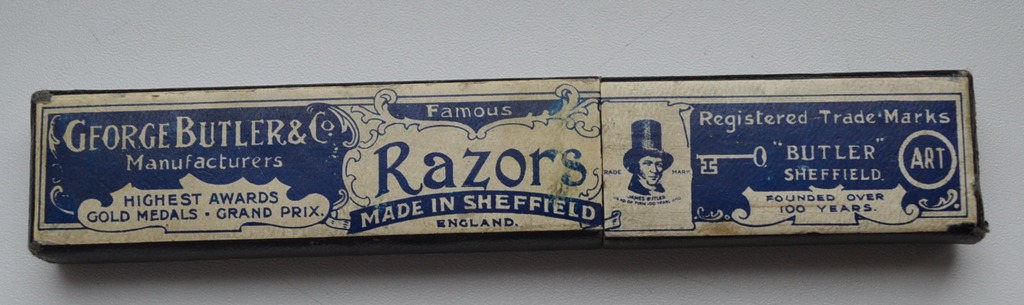 GEORGE BUTLER & Co.
Manufacturers
HIGHEST AWARDS
GOLD MEDALS · GRAND PRIX.
Famous
Razors
MADE IN SHEFFIELD
ENGLAND.
TRADE MARK
JAMES BUTLER
Registered Trade Marks
"BUTLER"
SHEFFIELD.
ART
FOUNDED OVER
100 YEARS.